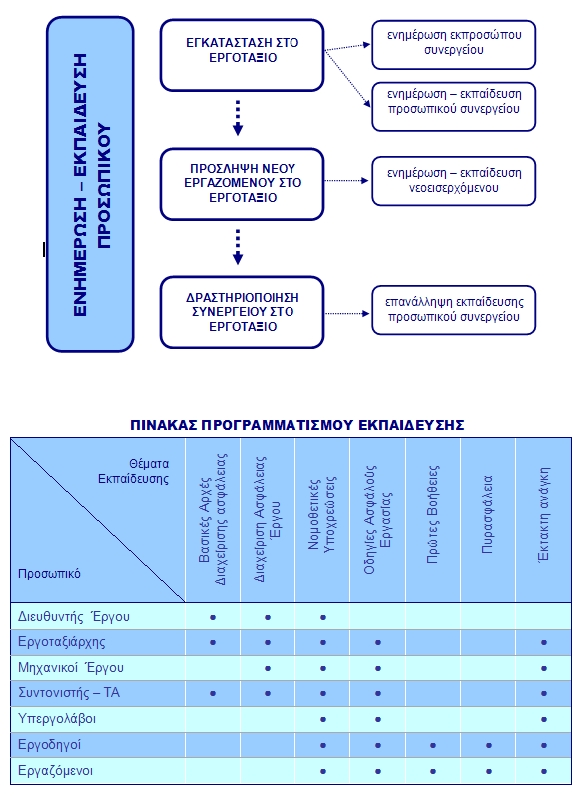 ΕΝΗΜΕΡΩΣΗ – ΕΚΠΑΙΔΕΥΣΗ
ΠΡΟΣΩΠΙΚΟΥ
ΕΓΚΑΤΑΣΤΑΣΗ ΣΤΟ
ΕΡΓΟΤΑΞΙΟ
ενημέρωση εκπροσώπου
συνεργείου
ενημέρωση – εκπαίδευση
προσωπικού συνεργείου
ΠΡΟΣΛΗΨΗ ΝΕΟΥ
ΕΡΓΑΖΟΜΕΝΟΥ ΣΤΟ
ΕΡΓΟΤΑΞΙΟ
ενημέρωση – εκπαίδευση
νεοεισερχόμενου
ΔΡΑΣΤΗΡΙΟΠΟΙΗΣΗ
ΣΥΝΕΡΓΕΙΟΥ ΣΤΟ
ΕΡΓΟΤΑΞΙΟ
επανάλληψη εκπαίδευσης
προσωπικού συνεργείου
ΠΙΝΑΚΑΣ ΠΡΟΓΡΑΜΜΑΤΙΣΜΟΥ ΕΚΠΑΙΔΕΥΣΗΣ
Θέματα
Εκπαίδευσης
Προσωπικό
Βασικές Αρχές
Διαχείρισης ασφάλειας
Διαχείριση Ασφάλειας
Έργου
Νομοθετικές
Υποχρεώσεις
Οδηγίες Ασφαλούς
Εργασίας
Πρώτες Βοήθειες
Πυρασφάλεια
Έκτακτη ανάγκη
Διευθυντής Έργου • • •
Εργοταξιάρχης • • • • •
Μηχανικοί Έργου • • • •
Συντονιστής – ΤΑ • • • • •
Υπεργολάβοι • • •
Εργοδηγοί • • • • •
Εργαζόμενοι • • • • •